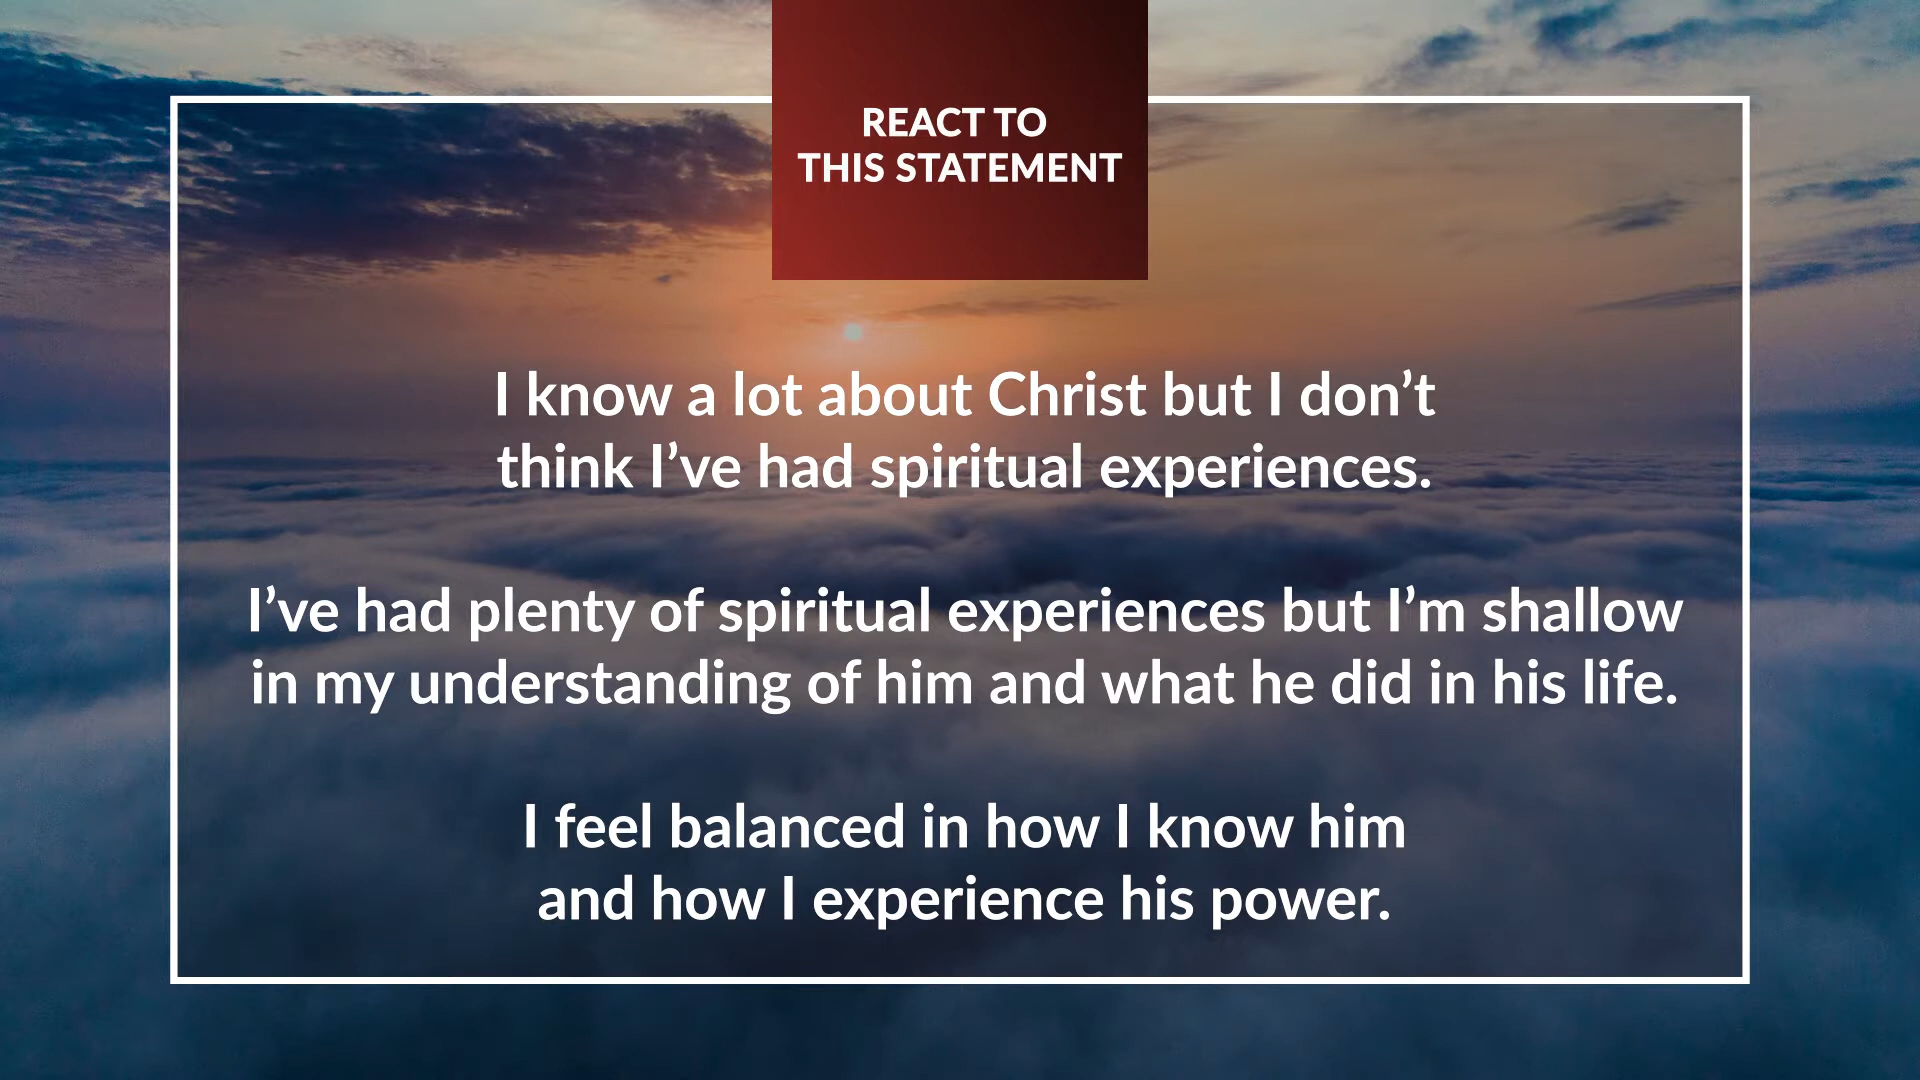 REACT TO
THIS STATEMENT
I know a lot about Christ but I don’t
think I’ve had spiritual experiences.
I’ve had plenty of spiritual experiences but I’m shallow
in my understanding of him and what he did in his life.
I feel balanced in how I know him
and how I experience his power.